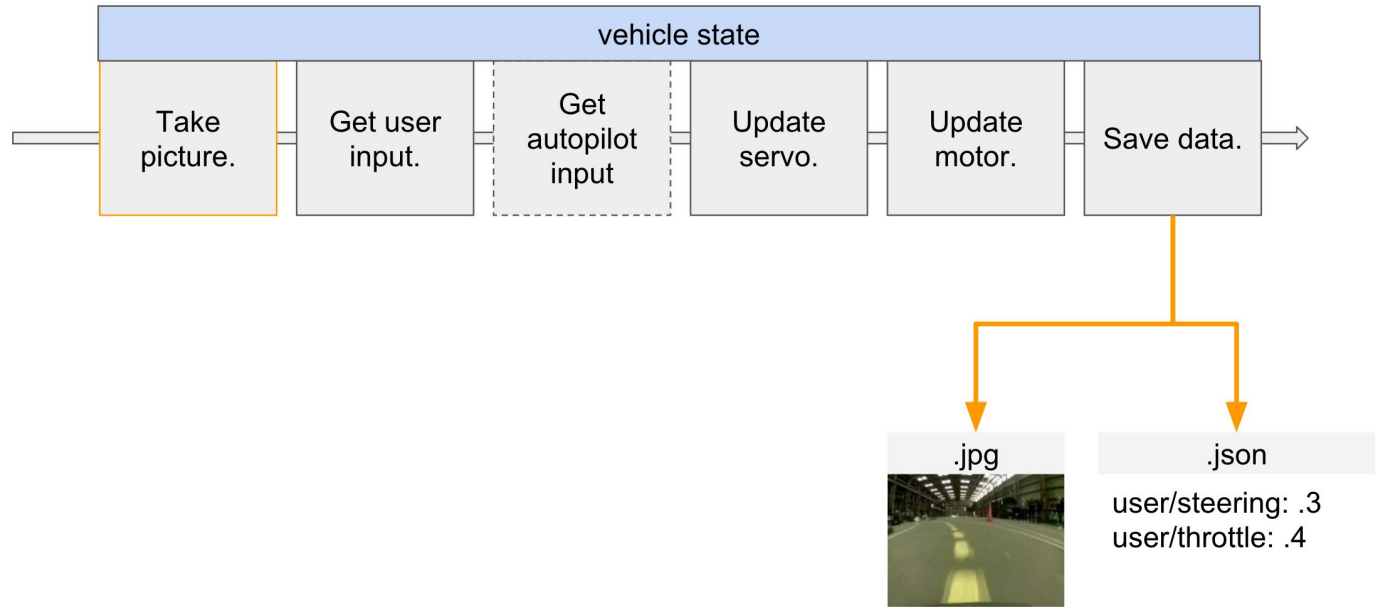 vehicle state
Take
picture.
Get user
input.
Get
autopilot
input
Update
servo.
Update
motor.
Save data.
.jpg
.json
user/steering: .3
user/throttle: .4